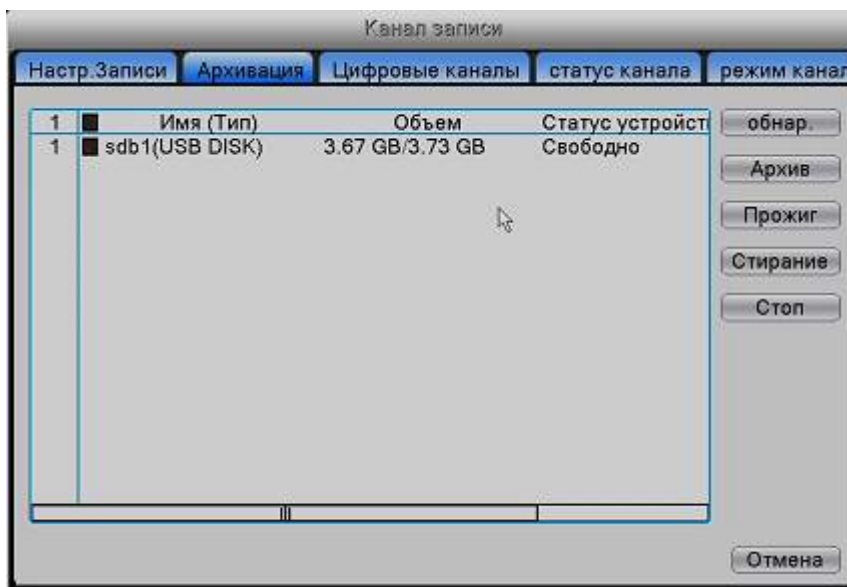 Канал записи
Настр.Записи Архивация Цифровые каналы статус канала режим канал
1 Имя (Тип) Объем Статус устройст
1 sdb1(USB DISK) 3.67 GB/3.73 GB Свободно
обнар.
Архив
Прожиг
Стирание
Стоп
Отмена